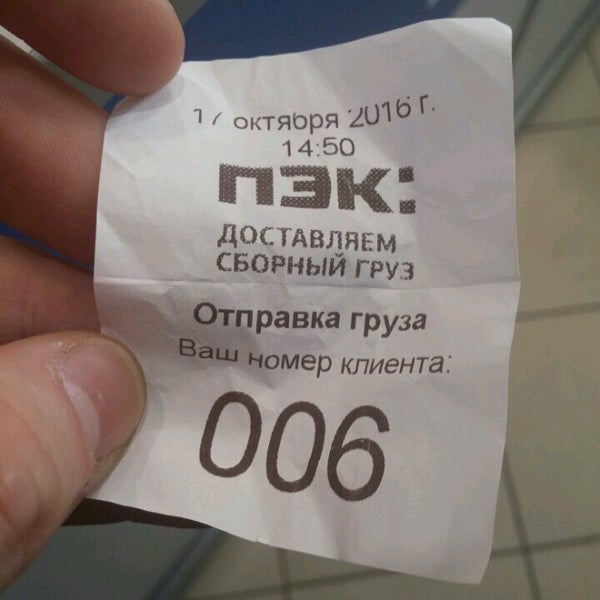 17 октября 2016 г.
14:50
ПЭК:
ДОСТАВЛЯЕМ
СБОРНЫЙ ГРУЗ
Отправка груза
Ваш номер клиента:
006